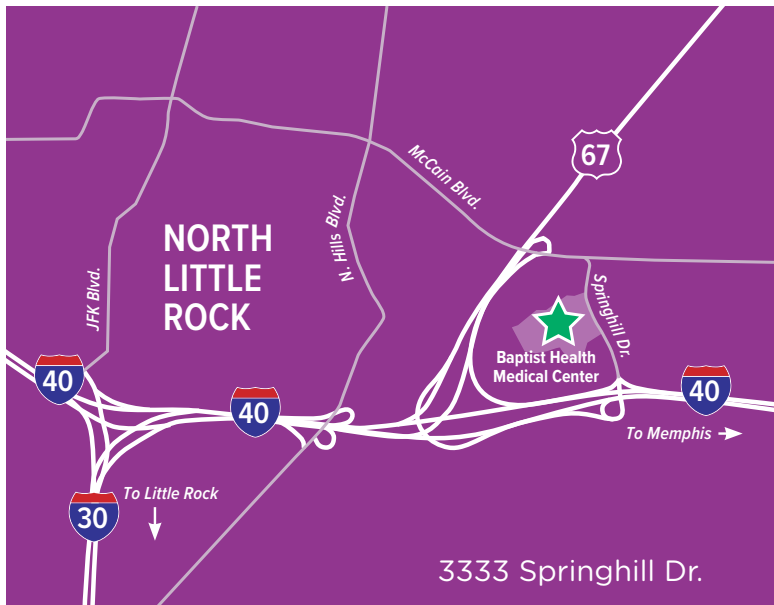 67
McCain Blvd.
N. Hills Blvd.
NORTH
LITTLE
ROCK
JFK Blvd.
Springhill Dr.
Baptist Health
Medical Center
40
40
40
To Memphis
To Little Rock
30
3333 Springhill Dr.